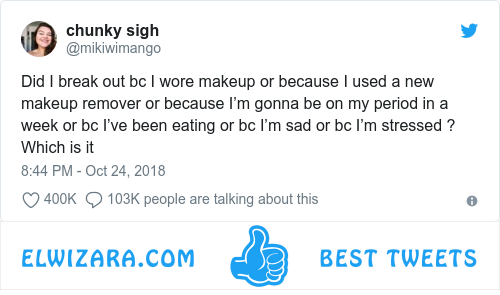 chunky sigh
@mikiwimango
Did I break out bc I wore makeup or because I used a new
makeup remover or because I’m gonna be on my period in a
week or bc I’ve been eating or bc I’m sad or bc I’m stressed ?
Which is it
8:44 PM - Oct 24, 2018
400K 103K people are talking about this
ELWIZARA.COM BEST TWEETS